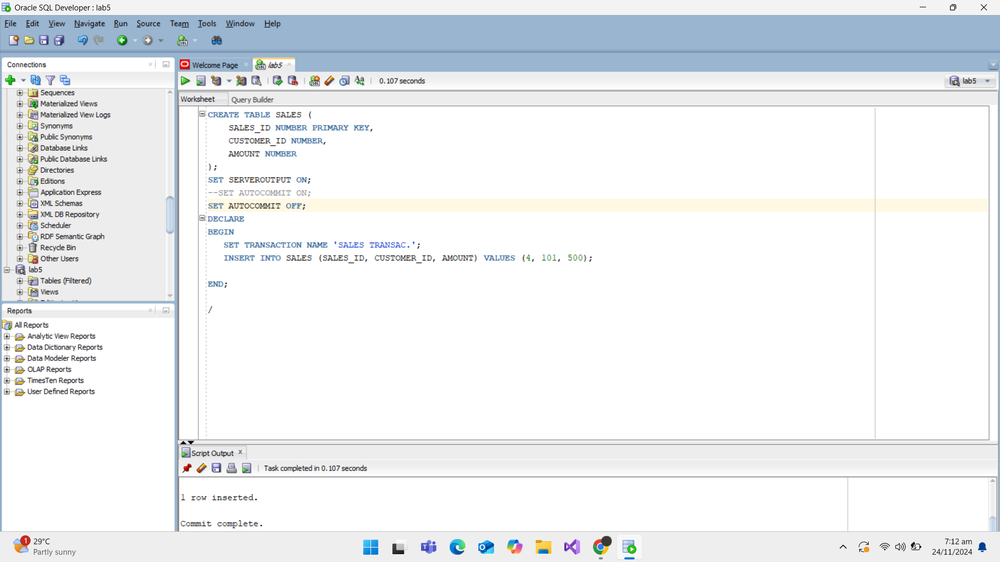 Oracle SQL Developer : lab5
File Edit View Navigate Run Source Team Tools Window Help
Connections
Sequences
Materialized Views
Materialized View Logs
Synonyms
Public Synonyms
Database Links
Public Database Links
Directories
Editions
Application Express
XML Schemas
XML DB Repository
Scheduler
RDF Semantic Graph
Recycle Bin
Other Users
lab5
Tables (Filtered)
Views
Reports
All Reports
Analytic View Reports
Data Dictionary Reports
Data Modeler Reports
OLAP Reports
TimesTen Reports
User Defined Reports
Welcome Page lab5
0.107 seconds
lab5
Worksheet Query Builder
CREATE TABLE SALES (
SALES_ID NUMBER PRIMARY KEY,
CUSTOMER_ID NUMBER,
AMOUNT NUMBER
);
SET SERVEROUTPUT ON;
--SET AUTOCOMMIT ON;
SET AUTOCOMMIT OFF;
DECLARE
BEGIN
SET TRANSACTION NAME 'SALES TRANSAC.';
INSERT INTO SALES (SALES_ID, CUSTOMER_ID, AMOUNT) VALUES (4, 101, 500);
END;
/
Script Output
Task completed in 0.107 seconds
1 row inserted.
Commit complete.
1
29°C
Partly sunny
7:12 am
24/11/2024